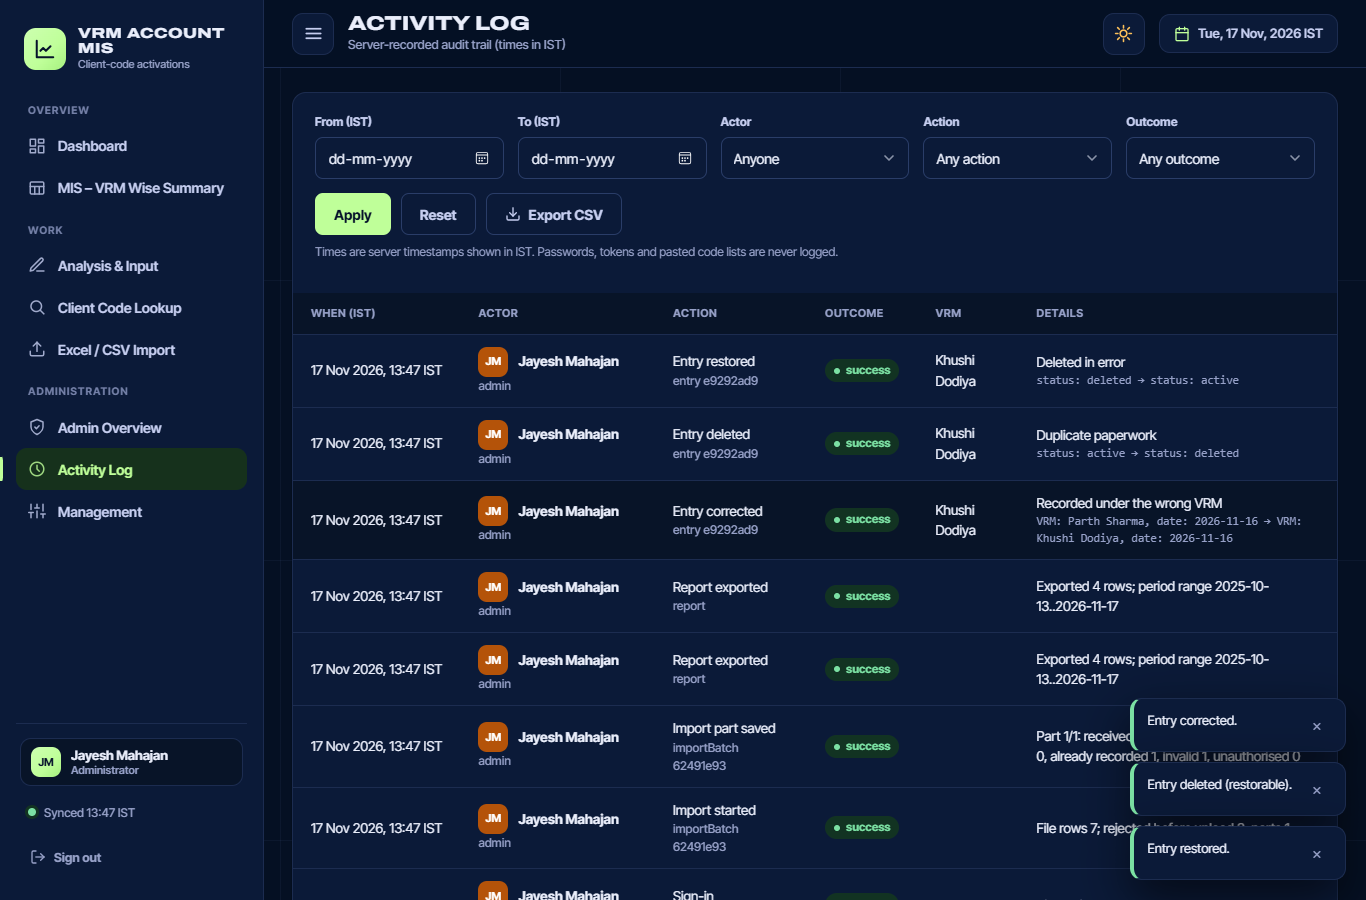 VRM ACCOUNT
MIS
Client-code activations
OVERVIEW
Dashboard
MIS – VRM Wise Summary
WORK
Analysis & Input
Client Code Lookup
Excel / CSV Import
ADMINISTRATION
Admin Overview
Activity Log
Management
JM
Jayesh Mahajan
Administrator
Synced 13:47 IST
Sign out
ACTIVITY LOG
Server-recorded audit trail (times in IST)
Tue, 17 Nov, 2026 IST
From (IST)
To (IST)
Actor
Action
Outcome
dd-mm-yyyy
dd-mm-yyyy
Anyone
Any action
Any outcome
Apply
Reset
Export CSV
Times are server timestamps shown in IST. Passwords, tokens and pasted code lists are never logged.
WHEN (IST) ACTOR ACTION OUTCOME VRM DETAILS
17 Nov 2026, 13:47 IST
JM Jayesh Mahajan
admin
Entry restored
entry e9292ad9
success
Khushi
Dodiya
Deleted in error
status: deleted → status: active
17 Nov 2026, 13:47 IST
JM Jayesh Mahajan
admin
Entry deleted
entry e9292ad9
success
Khushi
Dodiya
Duplicate paperwork
status: active → status: deleted
17 Nov 2026, 13:47 IST
JM Jayesh Mahajan
admin
Entry corrected
entry e9292ad9
success
Khushi
Dodiya
Recorded under the wrong VRM
VRM: Parth Sharma, date: 2026-11-16 → VRM:
Khushi Dodiya, date: 2026-11-16
17 Nov 2026, 13:47 IST
JM Jayesh Mahajan
admin
Report exported
report
success
Exported 4 rows; period range 2025-10-
13..2026-11-17
17 Nov 2026, 13:47 IST
JM Jayesh Mahajan
admin
Report exported
report
success
Exported 4 rows; period range 2025-10-
13..2026-11-17
17 Nov 2026, 13:47 IST
JM Jayesh Mahajan
admin
Import part saved
importBatch
62491e93
success
Part 1/1: received
0, already recorded 1, invalid 1, unauthorised 0
17 Nov 2026, 13:47 IST
JM Jayesh Mahajan
admin
Import started
importBatch
62491e93
success
File rows 7;
JM Jayesh Mahajan
Sign-in
Entry corrected.
Entry deleted (restorable).
Entry restored.